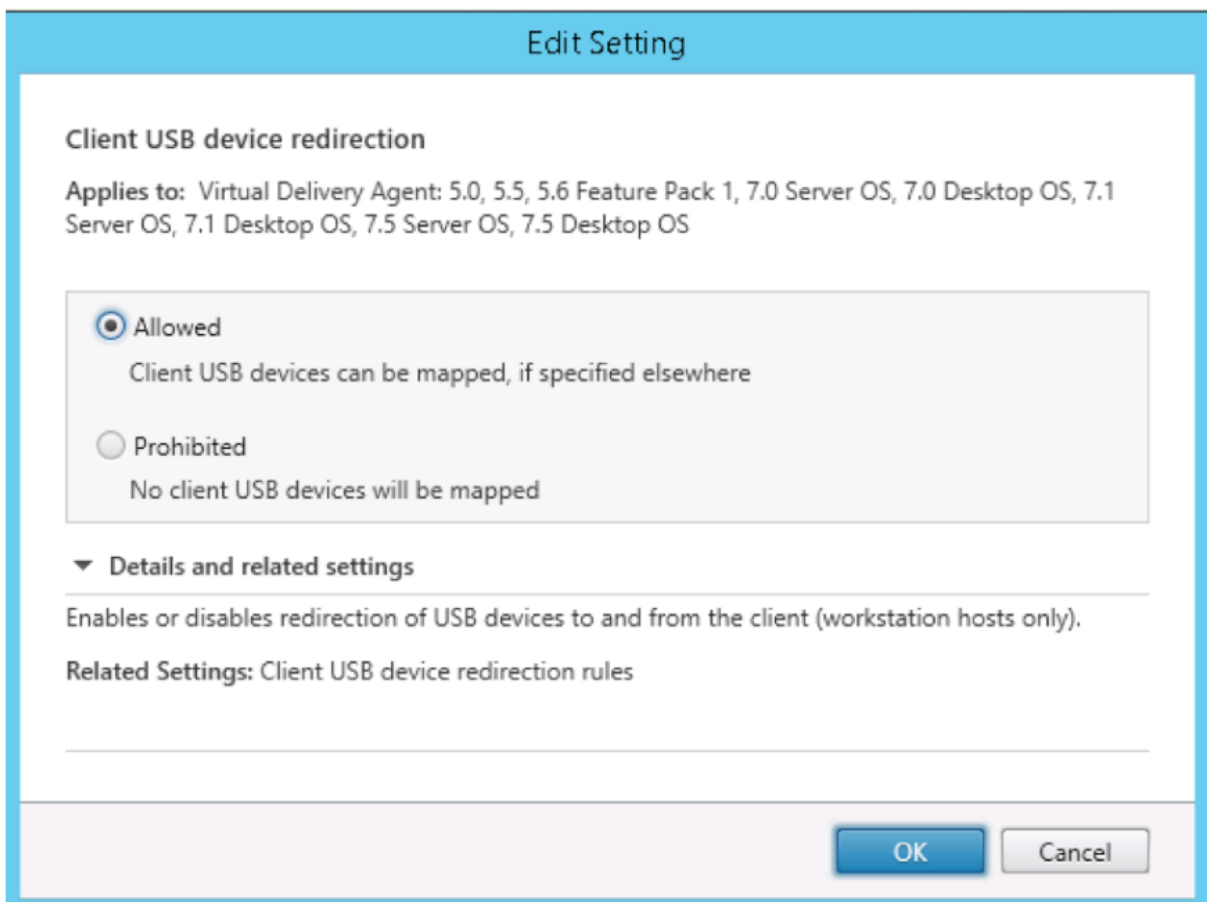 Edit Setting
Client USB device redirection
Applies to: Virtual Delivery Agent: 5.0, 5.5, 5.6 Feature Pack 1, 7.0 Server OS, 7.0 Desktop OS, 7.1
Server OS, 7.1 Desktop OS, 7.5 Server OS, 7.5 Desktop OS
Allowed
Client USB devices can be mapped, if specified elsewhere
Prohibited
No client USB devices will be mapped
Details and related settings
Enables or disables redirection of USB devices to and from the client (workstation hosts only).
Related Settings: Client USB device redirection rules
OK
Cancel